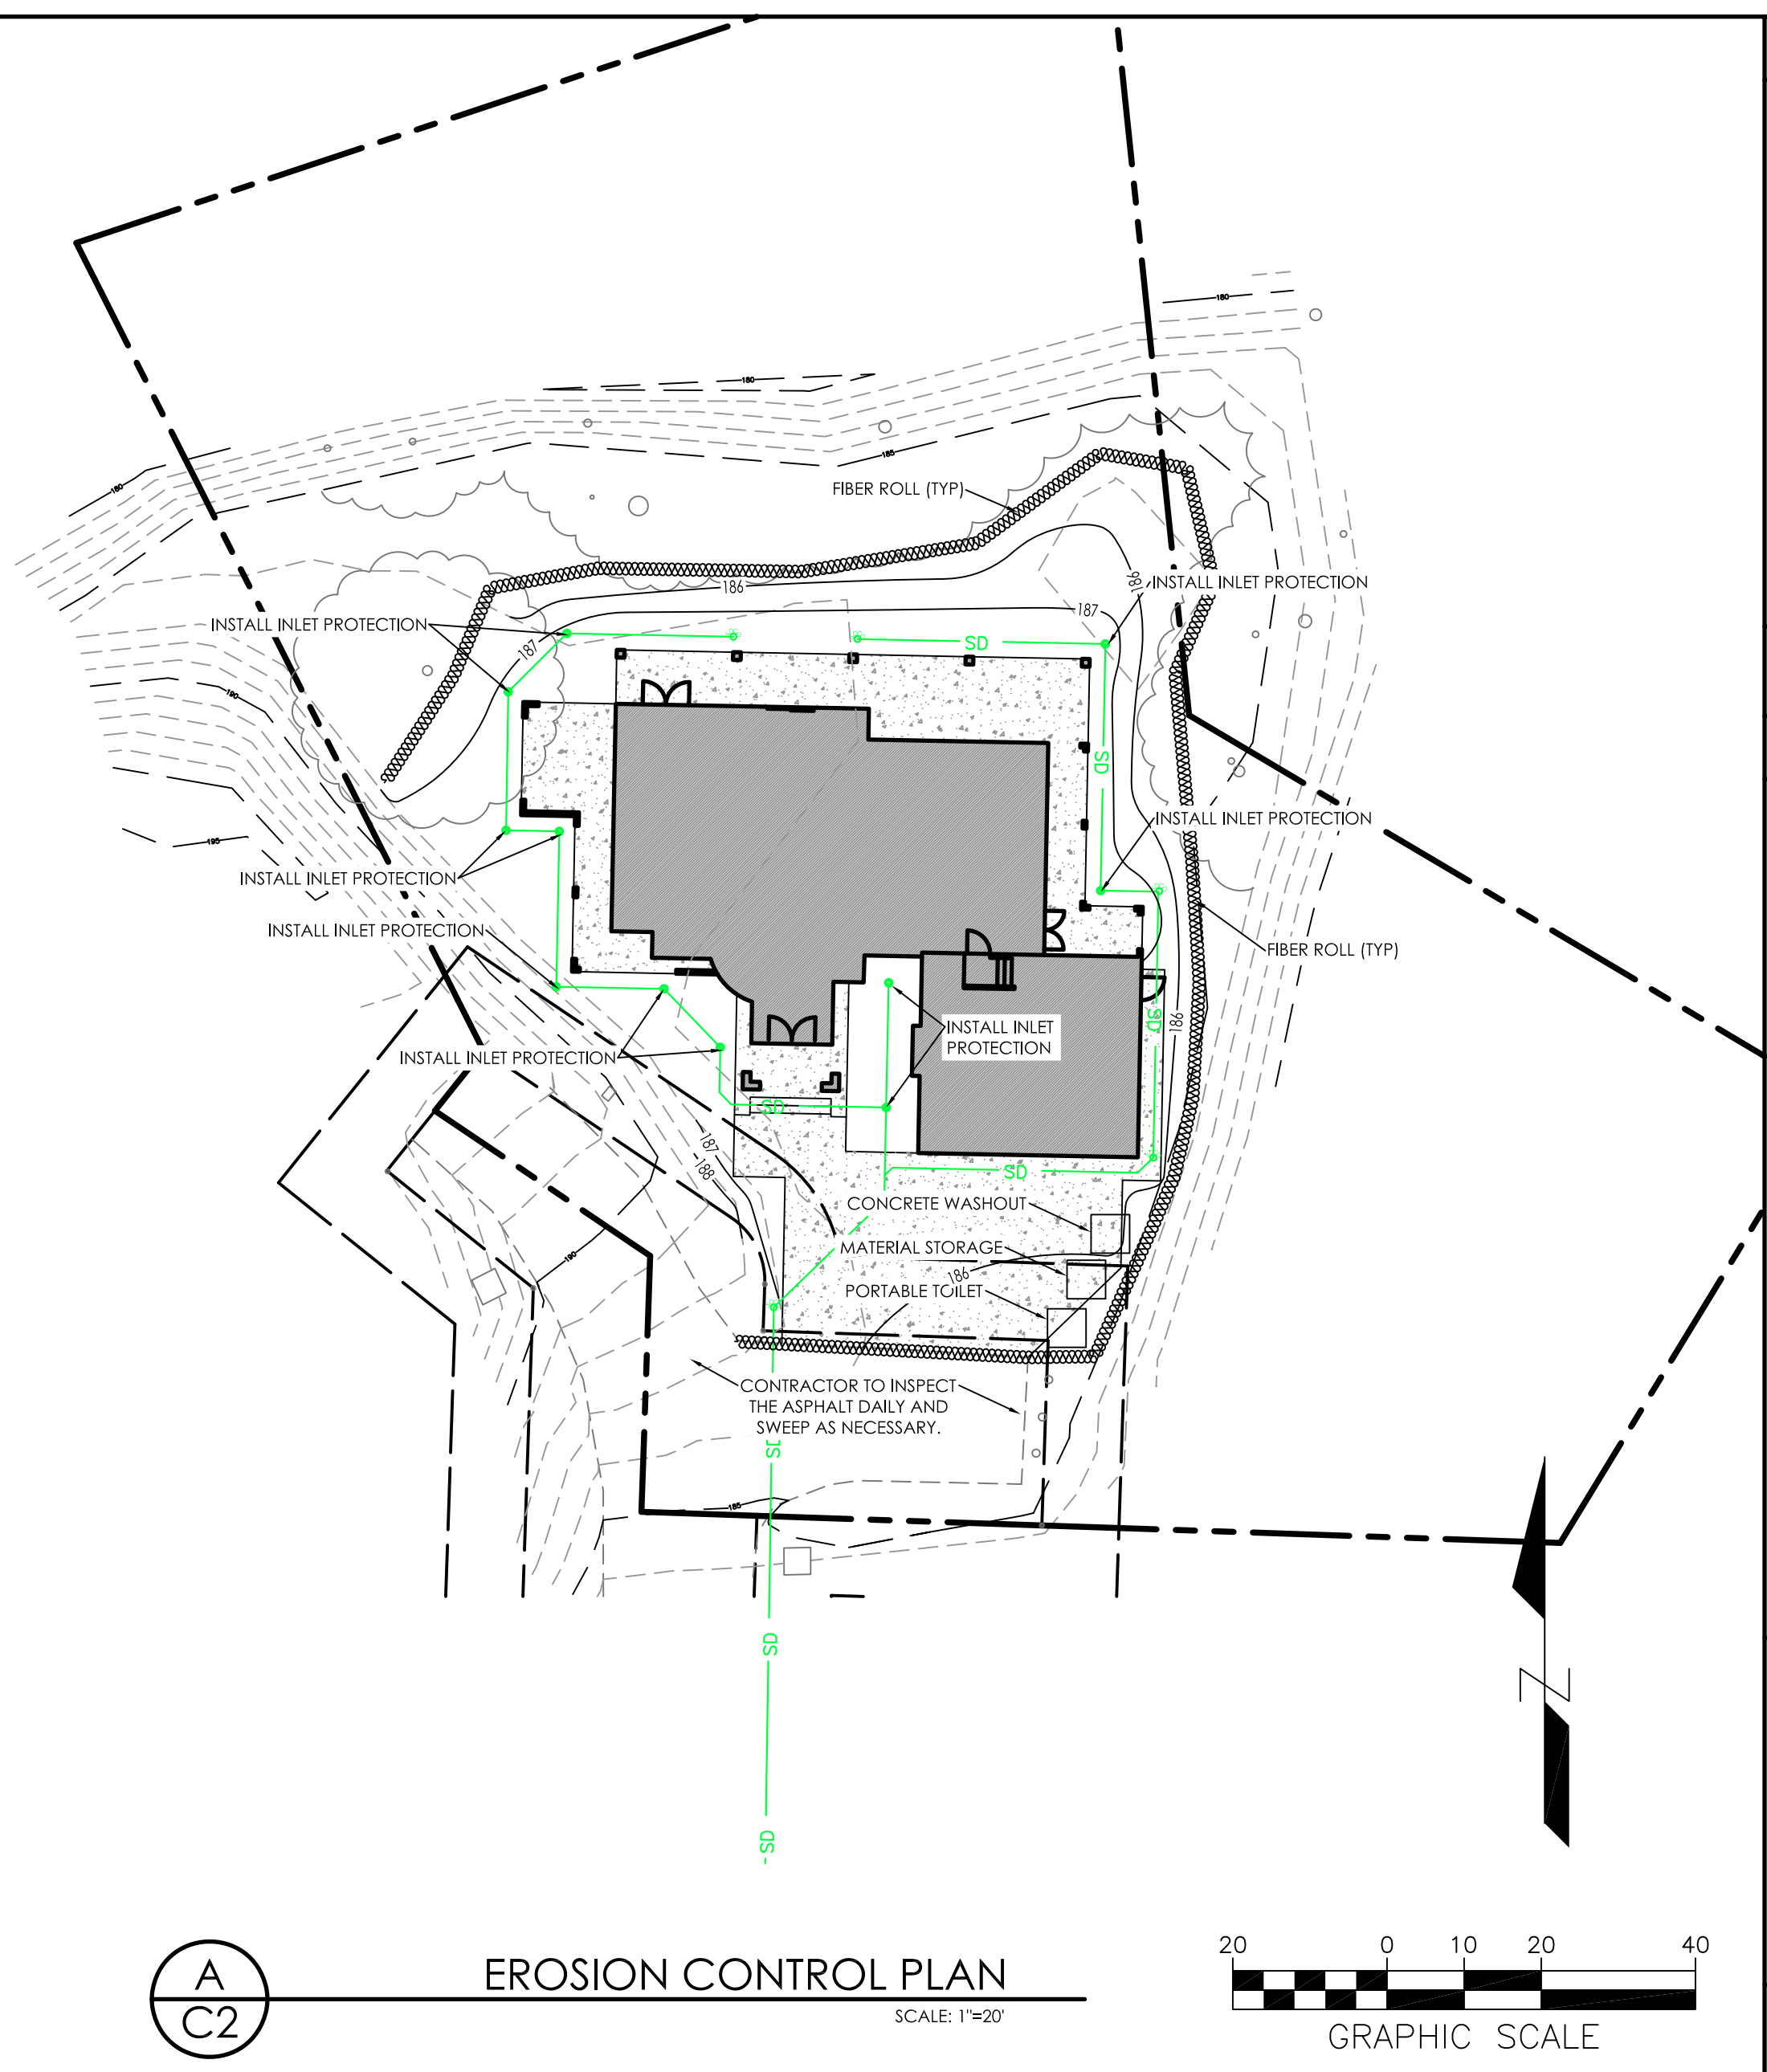 180
180
185
180
FIBER ROLL (TYP)
186
186
INSTALL INLET PROTECTION
187
INSTALL INLET PROTECTION
SD
187
190
SD
INSTALL INLET PROTECTION
195
INSTALL INLET PROTECTION
INSTALL INLET PROTECTION
FIBER ROLL (TYP)
SD
186
INSTALL INLET
PROTECTION
INSTALL INLET PROTECTION
SD
187
188
SD
CONCRETE WASHOUT
MATERIAL STORAGE
190
186
PORTABLE TOILET
CONTRACTOR TO INSPECT
THE ASPHALT DAILY AND
SWEEP AS NECESSARY.
SD
185
SD
N
SD
A
C2
EROSION CONTROL PLAN
SCALE: 1"=20'
20 0 10 20 40
GRAPHIC SCALE